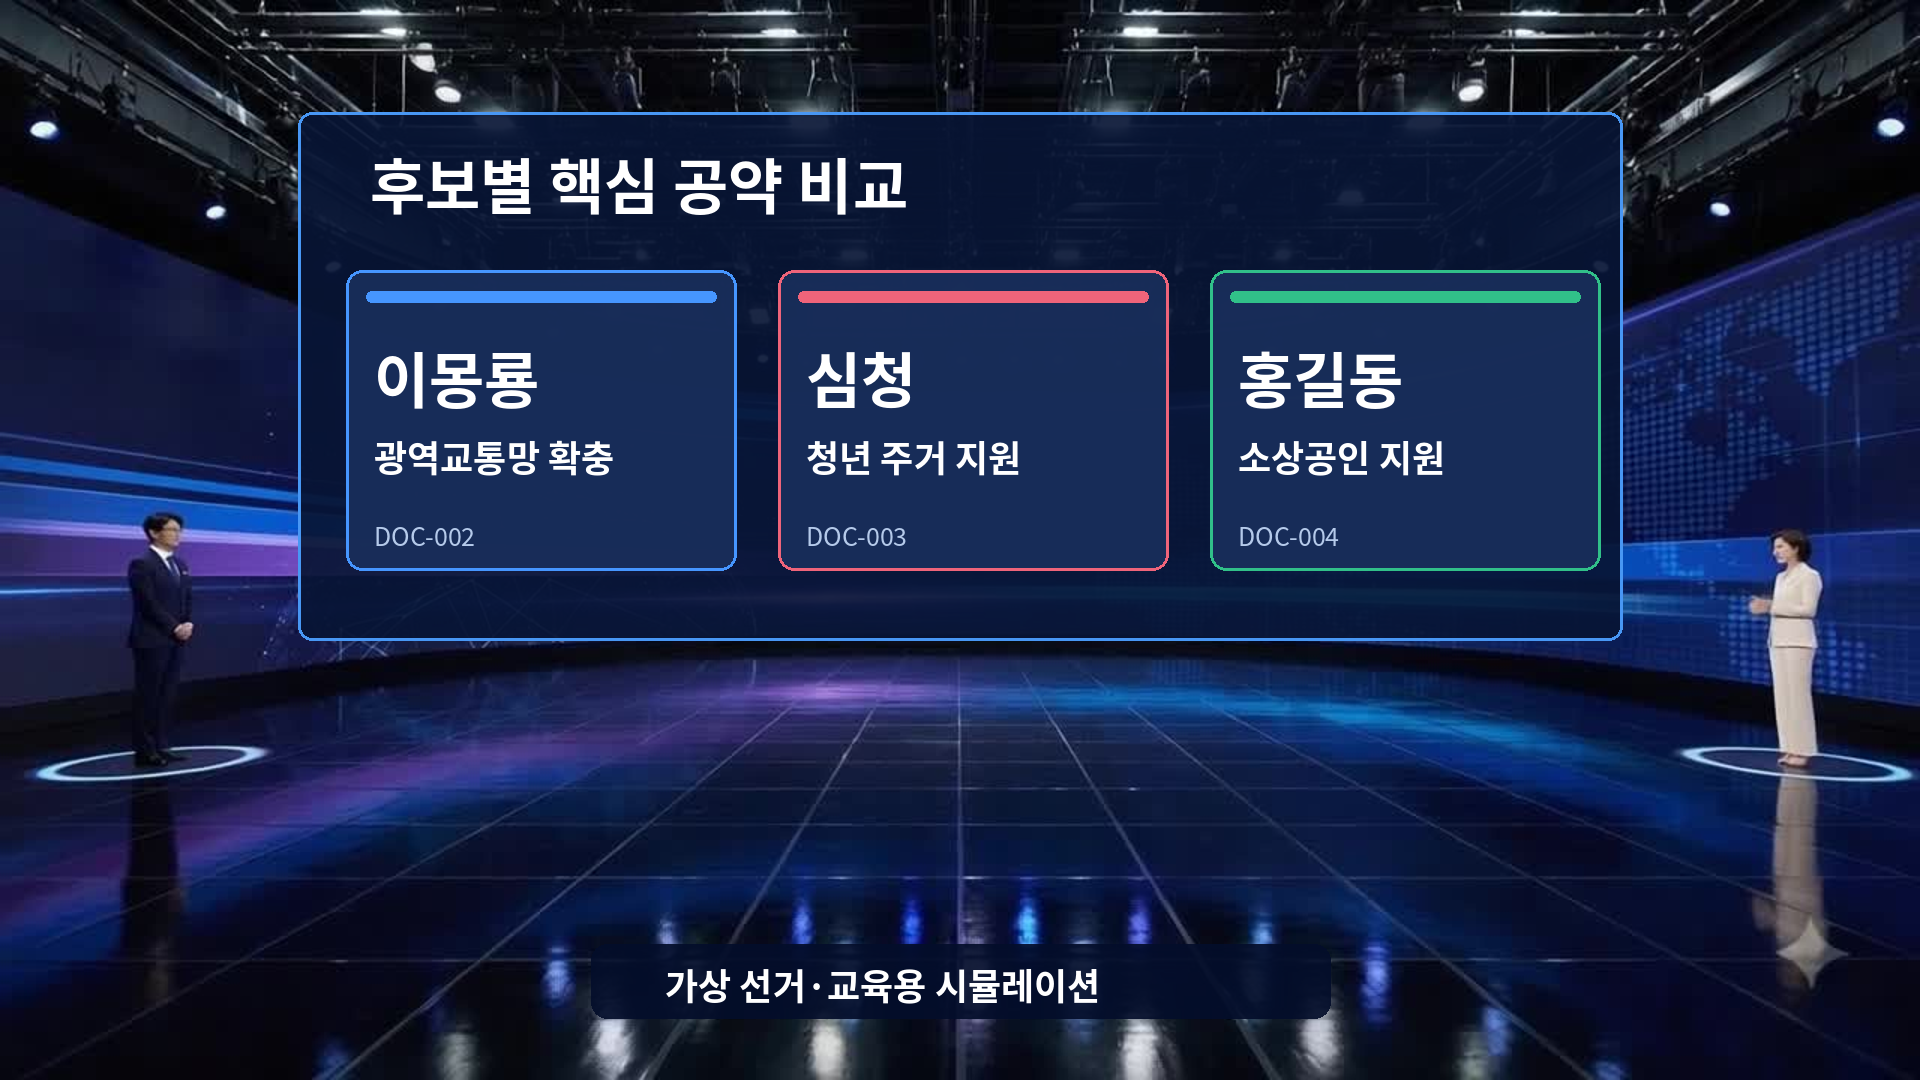 후보별 핵심 공약 비교
이몽룡
광역교통망 확충
DOC-002
심청
청년 주거 지원
DOC-003
홍길동
소상공인 지원
DOC-004
가상 선거·교육용 시뮬레이션